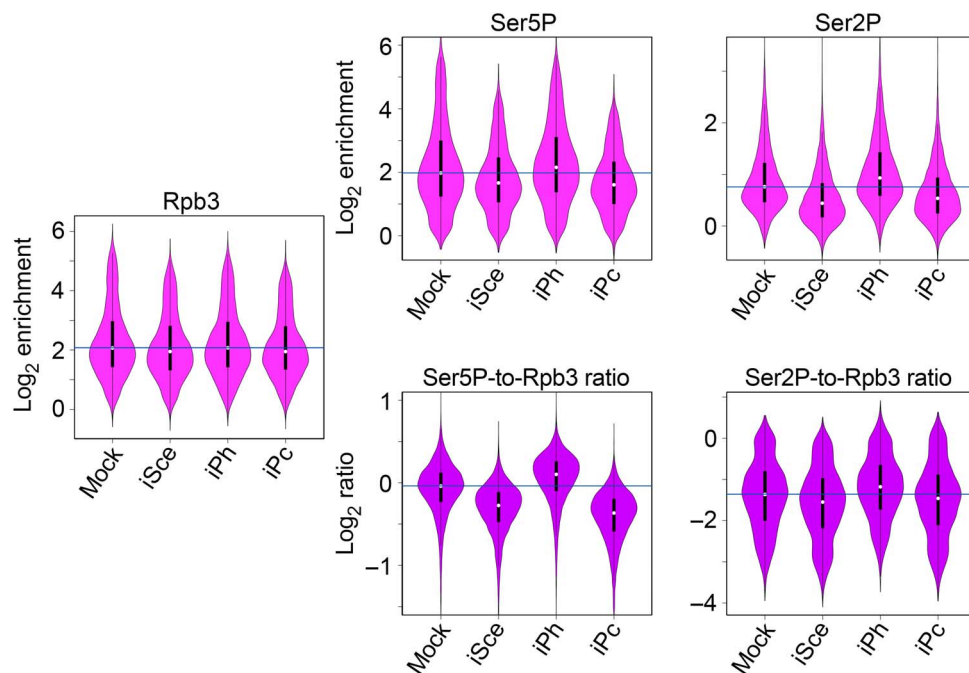 Rpb3
Log2 enrichment
6
4
2
0
Mock
iSce
iPh
iPc
Ser5P
Log2 enrichment
6
4
2
0
Mock
iSce
iPh
iPc
Ser2P
2
0
Mock
iSce
iPh
iPc
Ser5P-to-Rpb3 ratio
Log2 ratio
1
0
−1
Mock
iSce
iPh
iPc
Ser2P-to-Rpb3 ratio
0
−2
−4
Mock
iSce
iPh
iPc